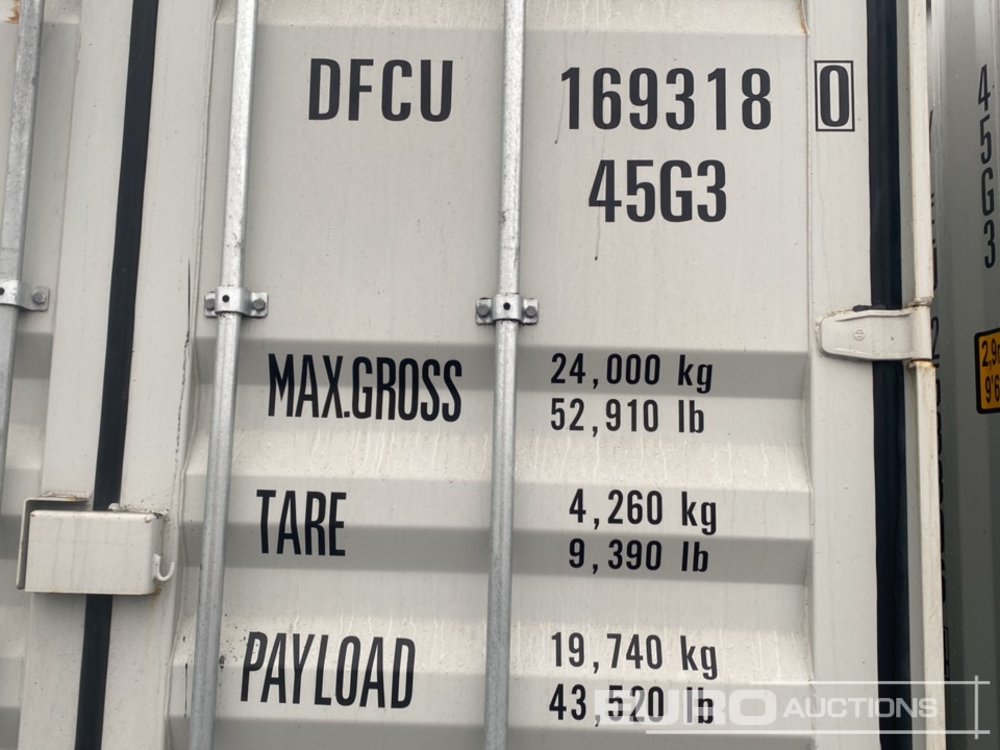 DFCU 169318 0
45G3
MAX.GROSS 24,000 kg
52,910 lb
TARE 4,260 kg
9,390 lb
PAYLOAD 19,740 kg
43,520 lb
45G3
EURO AUCTIONS